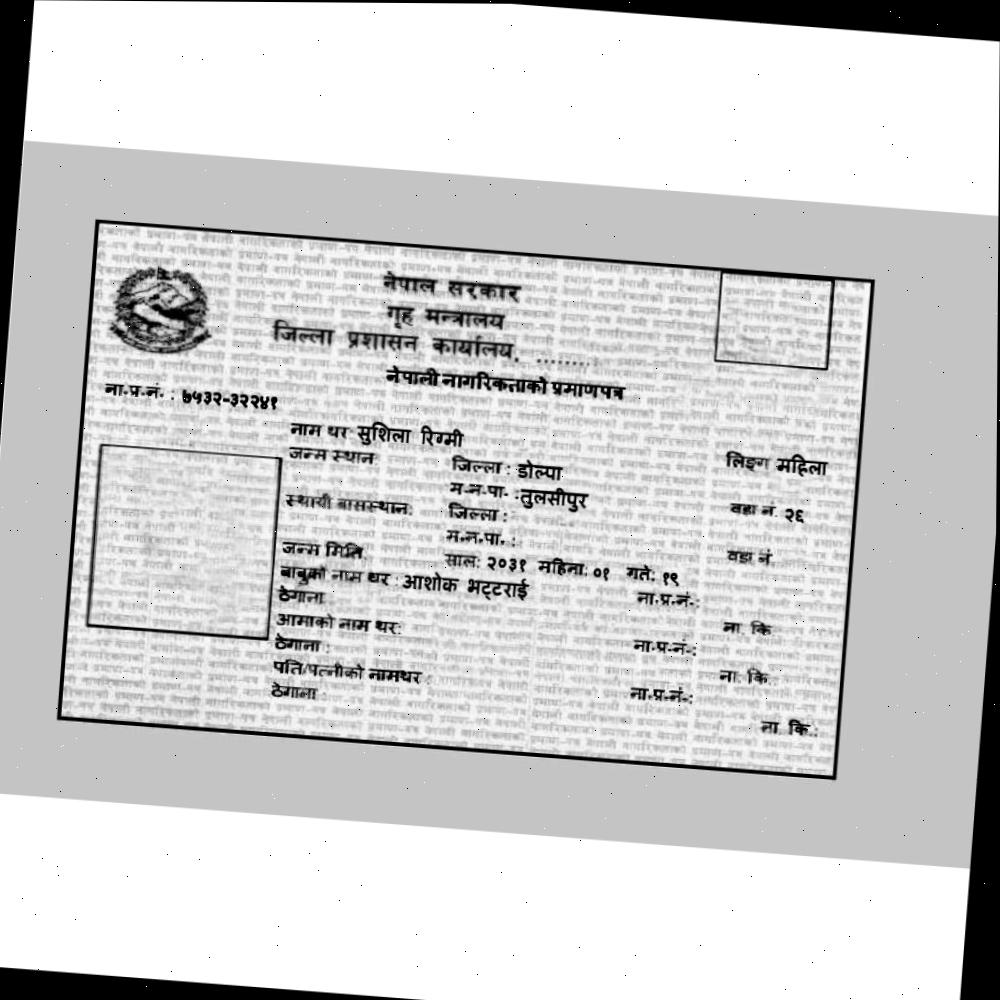 नेपाल सरकार
गृह मन्त्रालय
जिल्ला प्रशासन कार्यालय, ........
नेपाली नागरिकताको प्रमाणपत्र
ना.प्र.नं. : ७५३२-३२२४१
नाम थर सुशिला रिग्मी लिङ्ग महिला
जन्म स्थान जिल्ला : डोल्पा
म.न.पा. : तुलसीपुर वडा नं. २६
स्थायी बासस्थान: जिल्ला :
म.न.पा. : वडा नं.
जन्म मिति साल: २०३१ महिना: ०१ गते: १९
बाबुको नाम थर : आशोक भट्टराई ना.प्र.नं.:
ठेगाना ना. कि
आमाको नाम थर: ना.प्र.नं.:
ठेगाना : ना. कि.:
पति/पत्नीको नामथर : ना.प्र.नं.:
ठेगाना : ना. कि.: